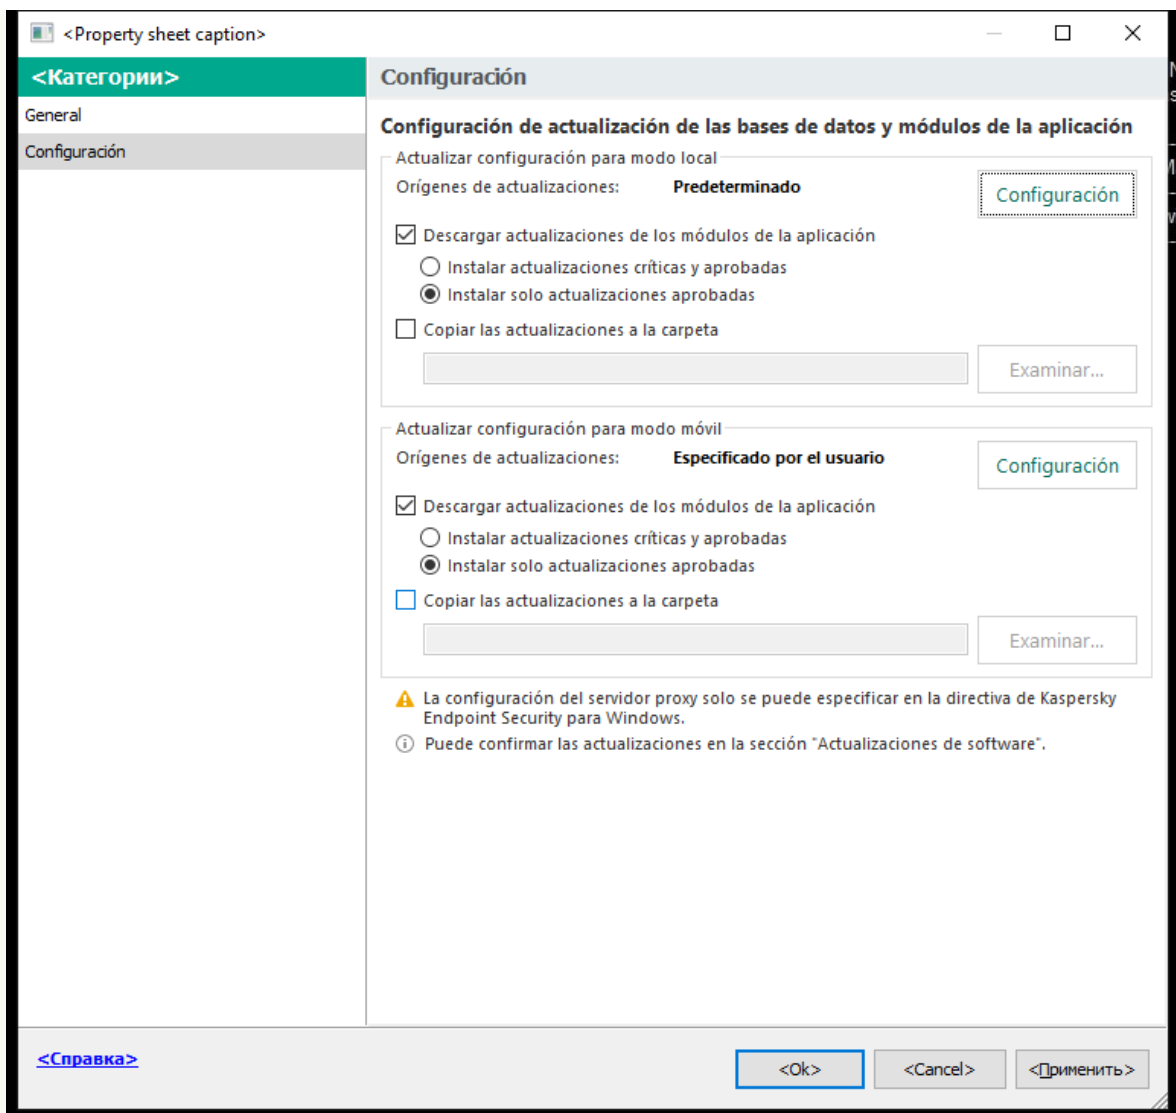 <Property sheet caption>
<Категории>
General
Configuración
Configuración
Configuración de actualización de las bases de datos y módulos de la aplicación
Actualizar configuración para modo local
Orígenes de actualizaciones: Predeterminado
Configuración
Descargar actualizaciones de los módulos de la aplicación
Instalar actualizaciones críticas y aprobadas
Instalar solo actualizaciones aprobadas
Copiar las actualizaciones a la carpeta
Examinar...
Actualizar configuración para modo móvil
Orígenes de actualizaciones: Especificado por el usuario
Configuración
Descargar actualizaciones de los módulos de la aplicación
Instalar actualizaciones críticas y aprobadas
Instalar solo actualizaciones aprobadas
Copiar las actualizaciones a la carpeta
Examinar...
La configuración del servidor proxy solo se puede especificar en la directiva de Kaspersky
Endpoint Security para Windows.
Puede confirmar las actualizaciones en la sección "Actualizaciones de software".
<Справка>
<Ok> <Cancel> <Применить>